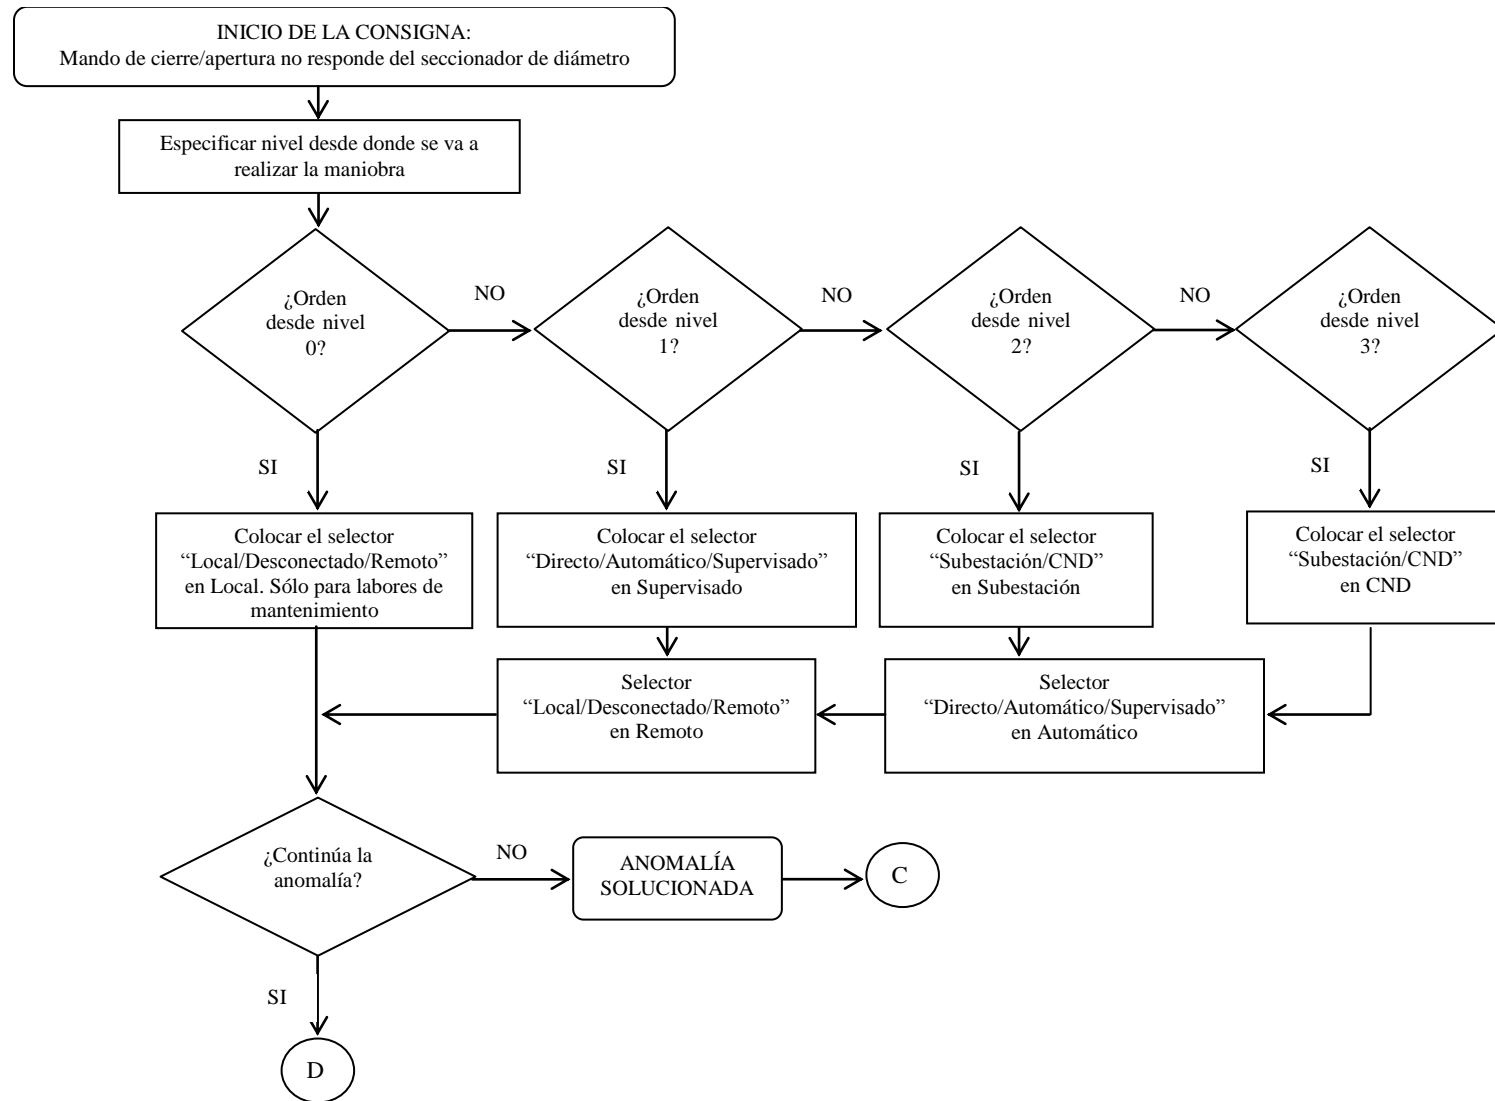 INICIO DE LA CONSIGNA:
Mando de cierre/apertura no responde del seccionador de diámetro
Especificar nivel desde donde se va a
realizar la maniobra
¿Orden
desde nivel
0?
NO
¿Orden
desde nivel
1?
NO
¿Orden
desde nivel
2?
NO
¿Orden
desde nivel
3?
SI
SI
SI
SI
Colocar el selector
“Local/Desconectado/Remoto”
en Local. Sólo para labores de
mantenimiento
Colocar el selector
“Directo/Automático/Supervisado”
en Supervisado
Colocar el selector
“Subestación/CND”
en Subestación
Colocar el selector
“Subestación/CND”
en CND
Selector
“Local/Desconectado/Remoto”
en Remoto
Selector
“Directo/Automático/Supervisado”
en Automático
¿Continúa la
anomalía?
NO
ANOMALÍA
SOLUCIONADA
C
SI
D